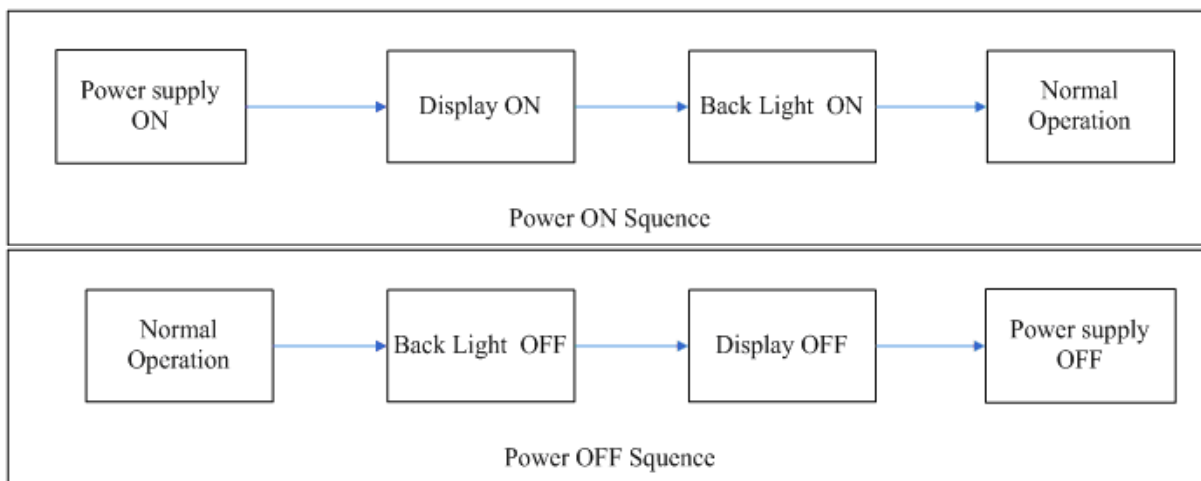 Power supply
ON
Display ON
Back Light ON
Normal
Operation
Power ON Squence
Normal
Operation
Back Light OFF
Display OFF
Power supply
OFF
Power OFF Squence